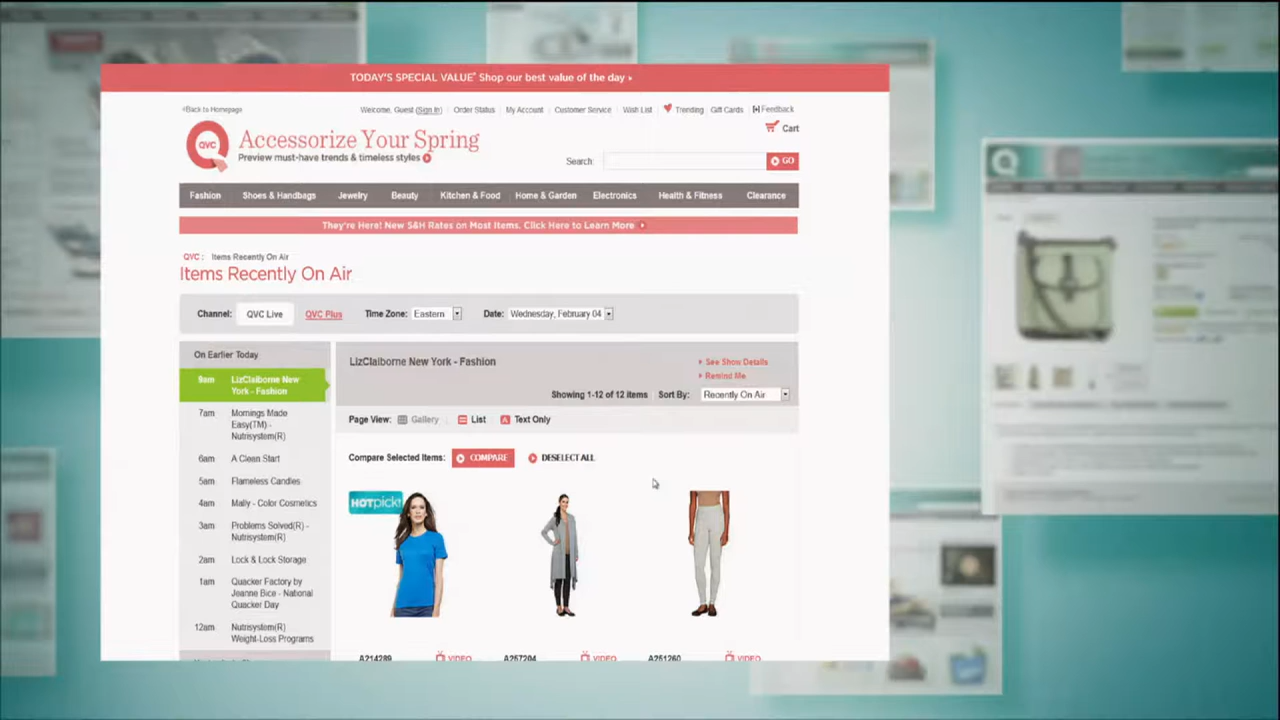 TODAY'S SPECIAL VALUE® Shop our best value of the day
<Back to Homepage
Welcome, Guest (Sign In) Order Status My Account Customer Service Wish List Trending Gift Cards [+] Feedback
QVC
Accessorize Your Spring
Preview must-have trends & timeless styles
Cart
Search: GO
Fashion Shoes & Handbags Jewelry Beauty Kitchen & Food Home & Garden Electronics Health & Fitness Clearance
They're Here! New S&H Rates on Most Items. Click Here to Learn More
QVC: Items Recently On Air
Items Recently On Air
Channel: QVC Live QVC Plus Time Zone: Eastern Date: Wednesday, February 04
On Earlier Today
9am LizClaiborne New
York - Fashion
7am Mornings Made
Easy(TM) -
Nutrisystem(R)
6am A Clean Start
5am Flameless Candles
4am Mally - Color Cosmetics
3am Problems Solved(R) -
Nutrisystem(R)
2am Lock & Lock Storage
1am Quacker Factory by
Jeanne Bice - National
Quacker Day
12am Nutrisystem(R)
Weight-Loss Programs
LizClaiborne New York - Fashion
See Show Details
Remind Me
Showing 1-12 of 12 items Sort By: Recently On Air
Page View: Gallery List Text Only
Compare Selected Items: COMPARE DESELECT ALL
HOTpick!
A214289 VIDEO A257204 VIDEO A251260 VIDEO